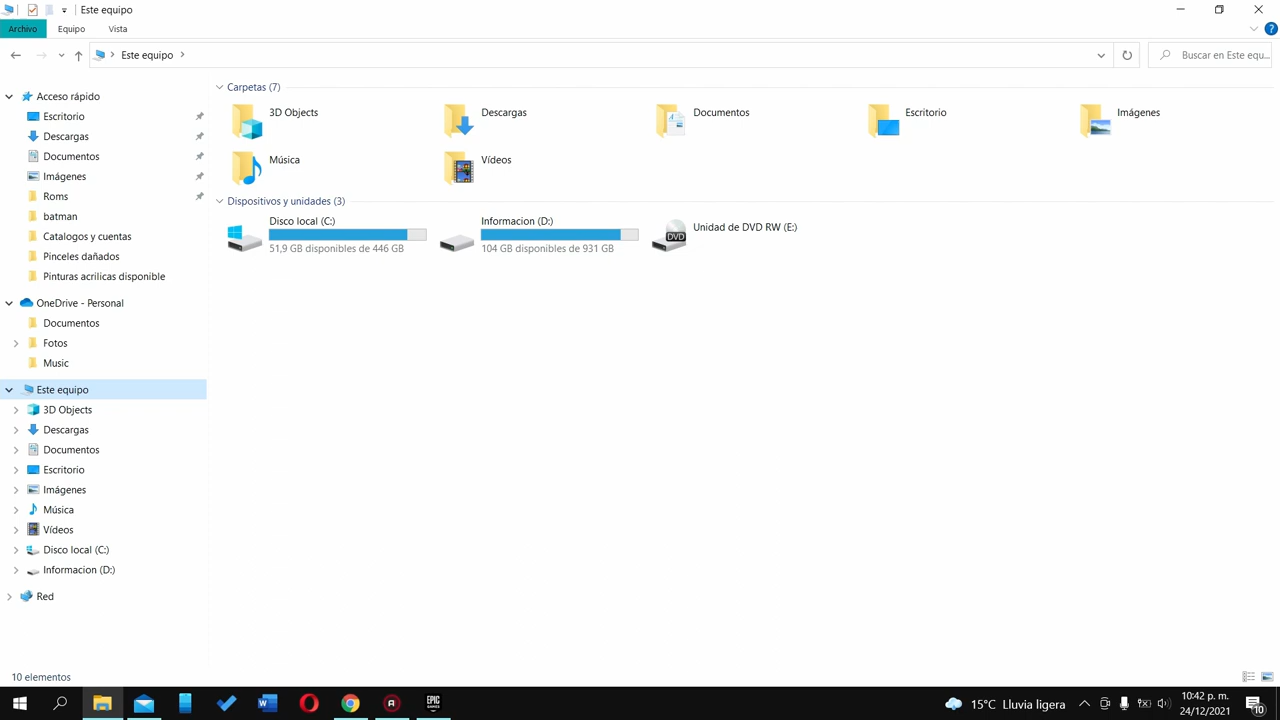 Este equipo
Archivo Equipo Vista
Este equipo
Buscar en Este equ...
Acceso rápido
Escritorio
Descargas
Documentos
Imágenes
Roms
batman
Catalogos y cuentas
Pinceles dañados
Pinturas acrilicas disponible
OneDrive - Personal
Documentos
Fotos
Music
Este equipo
3D Objects
Descargas
Documentos
Escritorio
Imágenes
Música
Vídeos
Disco local (C:)
Informacion (D:)
Red
Carpetas (7)
3D Objects
Descargas
Documentos
Escritorio
Imágenes
Música
Vídeos
Dispositivos y unidades (3)
Disco local (C:)
51,9 GB disponibles de 446 GB
Informacion (D:)
104 GB disponibles de 931 GB
DVD
Unidad de DVD RW (E:)
10 elementos
W
EPIC
GAMES
15°C Lluvia ligera
10:42 p. m.
24/12/2021
10